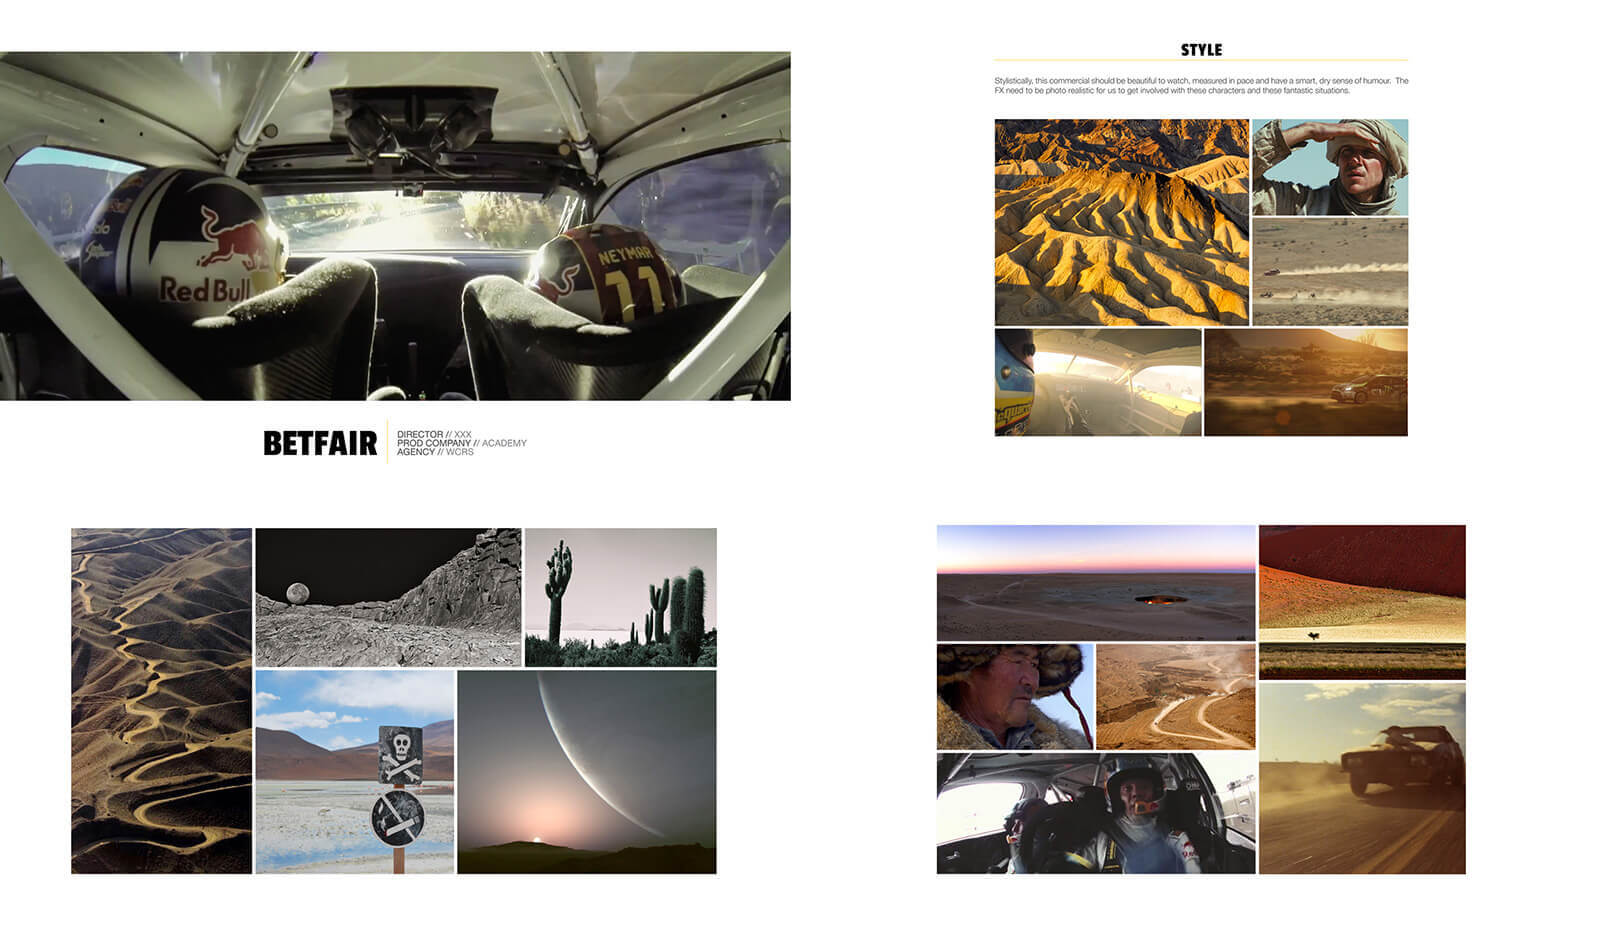 Red Bull
NEYMAR
11
BETFAIR
DIRECTOR // XXX
PROD COMPANY // ACADEMY
AGENCY // WCRS
STYLE
Stylistically, this commercial should be beautiful to watch, measured in pace and have a smart, dry sense of humour. The
FX need to be photo realistic for us to get involved with these characters and these fantastic situations.